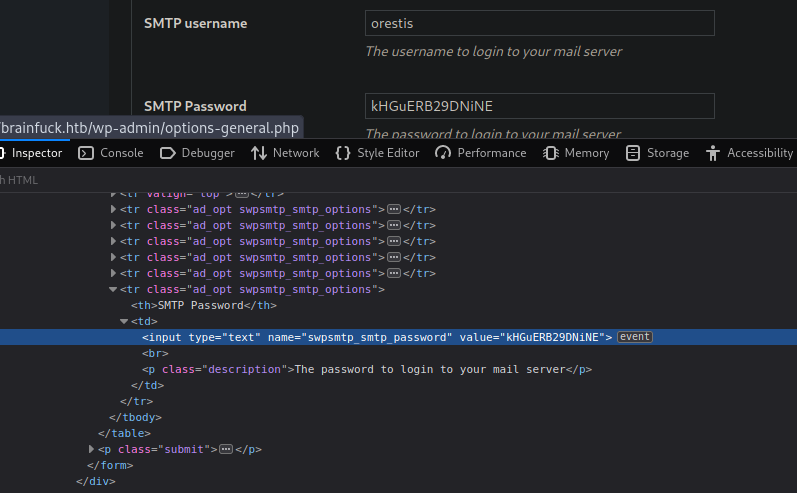 SMTP username
orestis
The username to login to your mail server
SMTP Password
kHGuERB29DNiNE
/brainfuck.htb/wp-admin/options-general.php
The password to login to your mail server
Inspector
Console
Debugger
Network
Style Editor
Performance
Memory
Storage
Accessibility
h HTML
<tr valign="top"> </tr>
<tr class="ad_opt swpsmtp_smtp_options"> </tr>
<tr class="ad_opt swpsmtp_smtp_options"> </tr>
<tr class="ad_opt swpsmtp_smtp_options"> </tr>
<tr class="ad_opt swpsmtp_smtp_options"> </tr>
<tr class="ad_opt swpsmtp_smtp_options"> </tr>
<tr class="ad_opt swpsmtp_smtp_options">
<th>SMTP Password</th>
<td>
<input type="text" name="swpsmtp_smtp_password" value="kHGuERB29DNiNE"> event
<br>
<p class="description">The password to login to your mail server</p>
</td>
</tr>
</tbody>
</table>
<p class="submit"> </p>
</form>
</div>